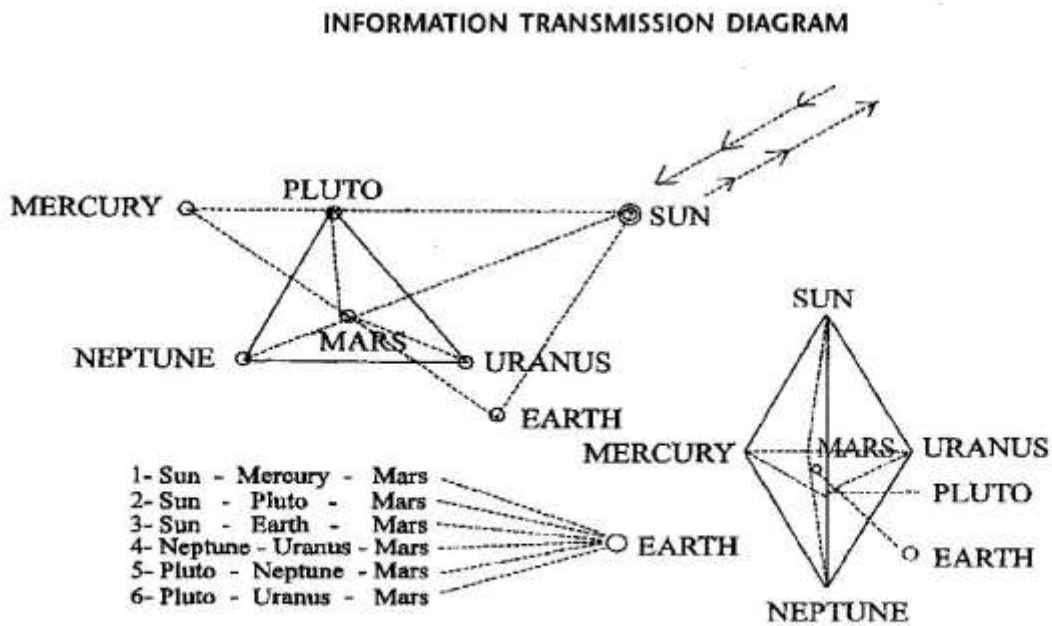 INFORMATION TRANSMISSION DIAGRAM
PLUTO
MERCURY
SUN
MARS
NEPTUNE
URANUS
EARTH
SUN
MERCURY
MARS
URANUS
PLUTO
EARTH
NEPTUNE
1- Sun - Mercury - Mars
2- Sun - Pluto - Mars
3- Sun - Earth - Mars
4- Neptune - Uranus - Mars
5- Pluto - Neptune - Mars
6- Pluto - Uranus - Mars
EARTH